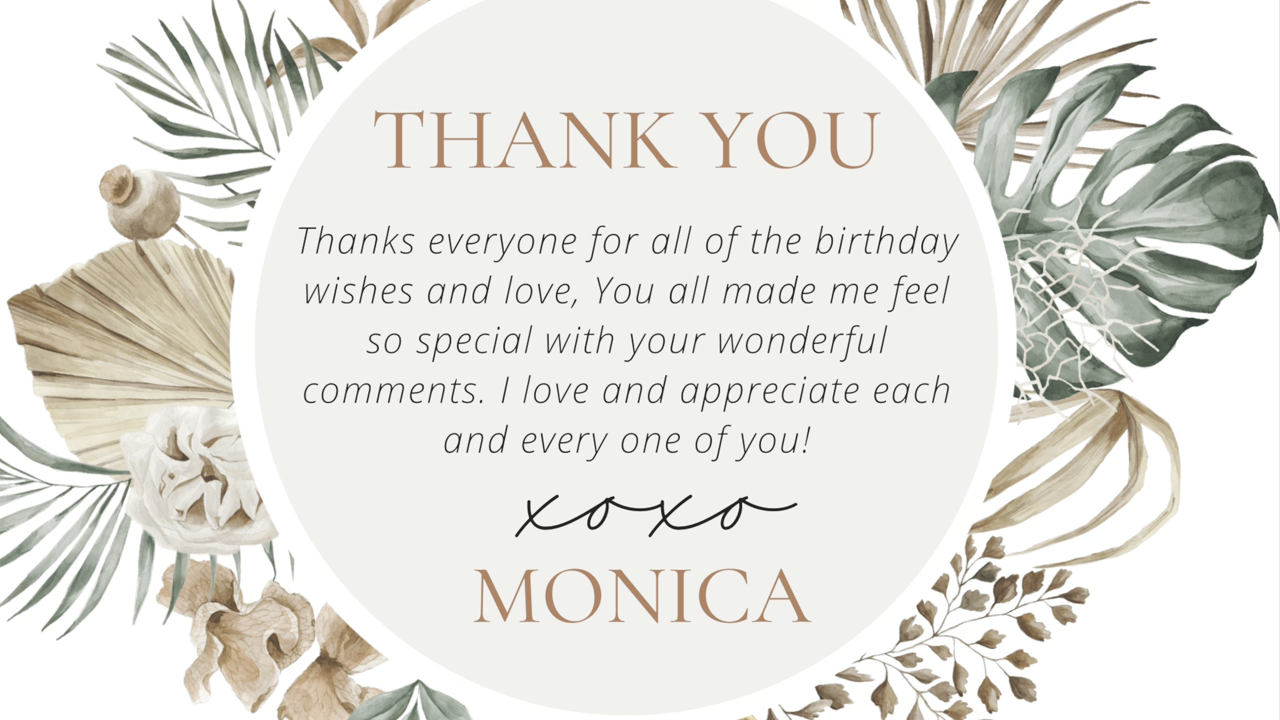 THANK YOU
Thanks everyone for all of the birthday
wishes and love, You all made me feel
so special with your wonderful
comments. I love and appreciate each
and every one of you!
xoxo
MONICA